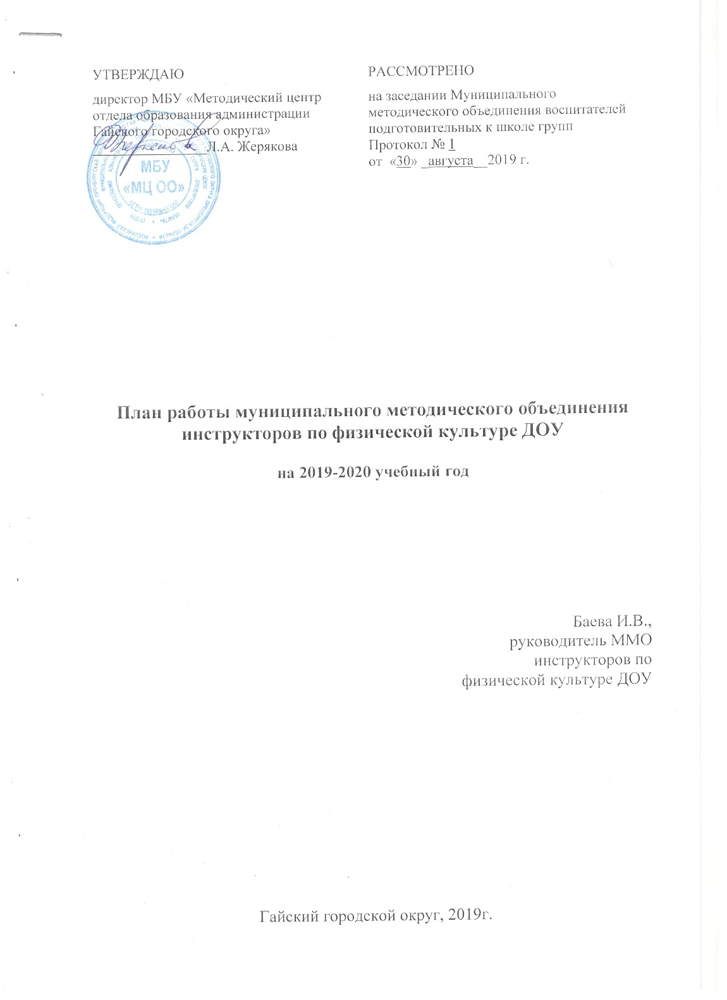 УТВЕРЖДАЮ
директор МБУ «Методический центр
отдела образования администрации
Гайского городского округа»
_______________Л.А. Жерякова
МБУ
«МЦ ОО»
РАССМОТРЕНО
на заседании Муниципального
методического объединения воспитателей
подготовительных к школе групп
Протокол № 1
от «30» _августа__2019 г.
План работы муниципального методического объединения
инструкторов по физической культуре ДОУ
на 2019-2020 учебный год
Баева И.В.,
руководитель ММО
инструкторов по
физической культуре ДОУ
Гайский городской округ, 2019г.